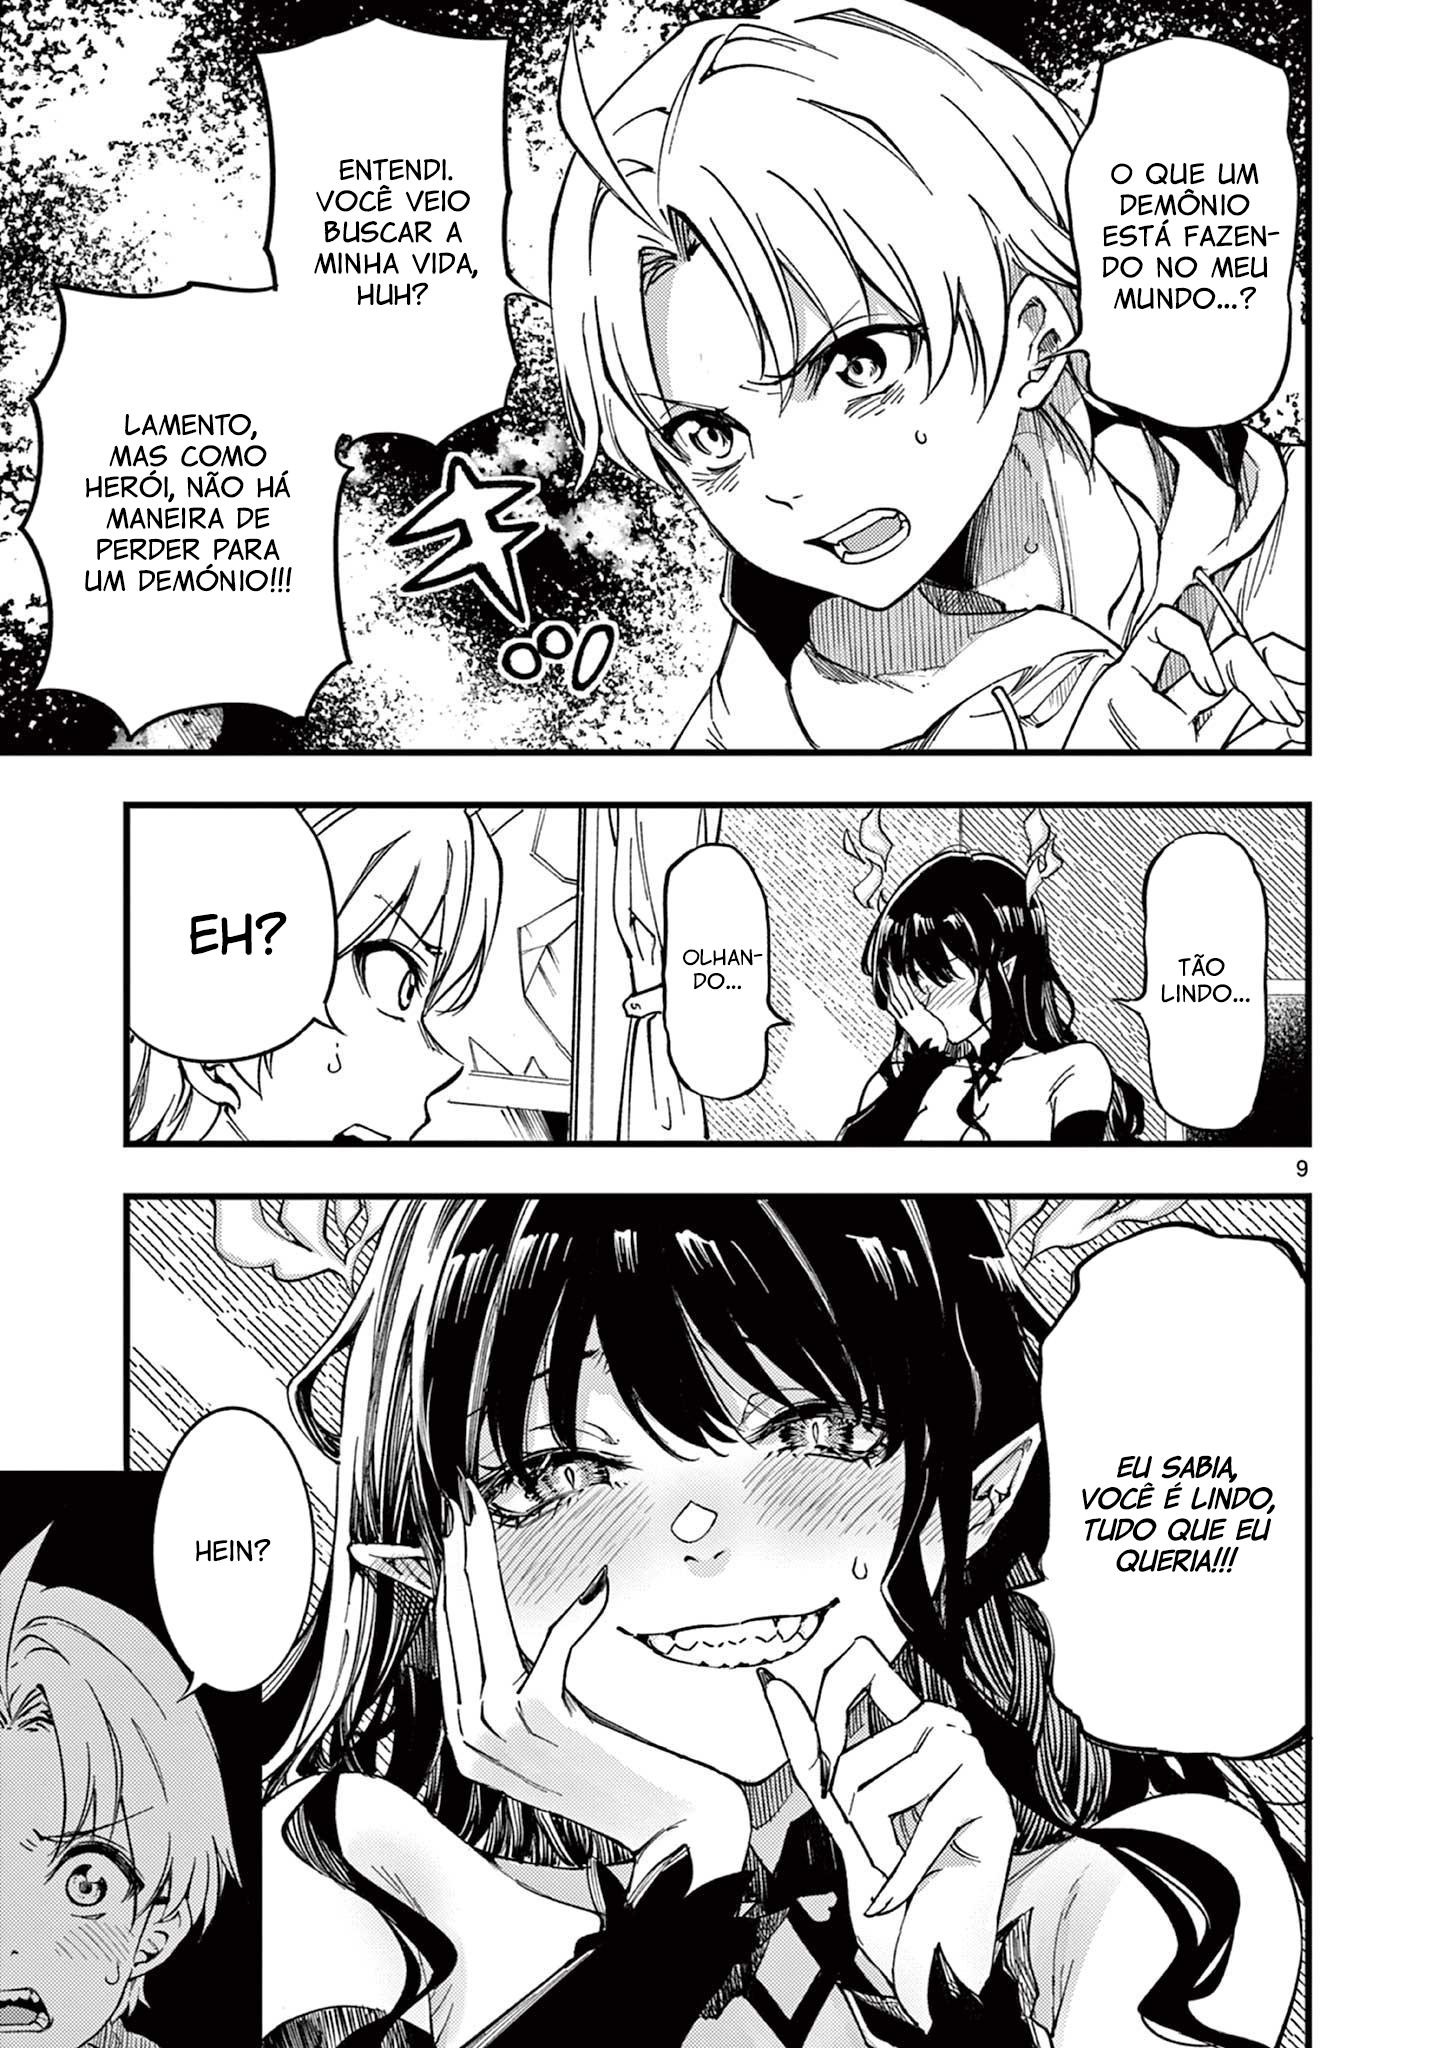 O QUE UM
DEMÔNIO
ESTÁ FAZEN-
DO NO MEU
MUNDO...?
ENTENDI.
VOCÊ VEIO
BUSCAR A
MINHA VIDA,
HUH?
LAMENTO,
MAS COMO
HERÓI, NÃO HÁ
MANEIRA DE
PERDER PARA
UM DEMÓNIO!!!
TÃO
LINDO...
OLHAN-
DO...
EH?
9
EU SABIA,
VOCÊ É LINDO,
TUDO QUE EU
QUERIA!!!
HEIN?